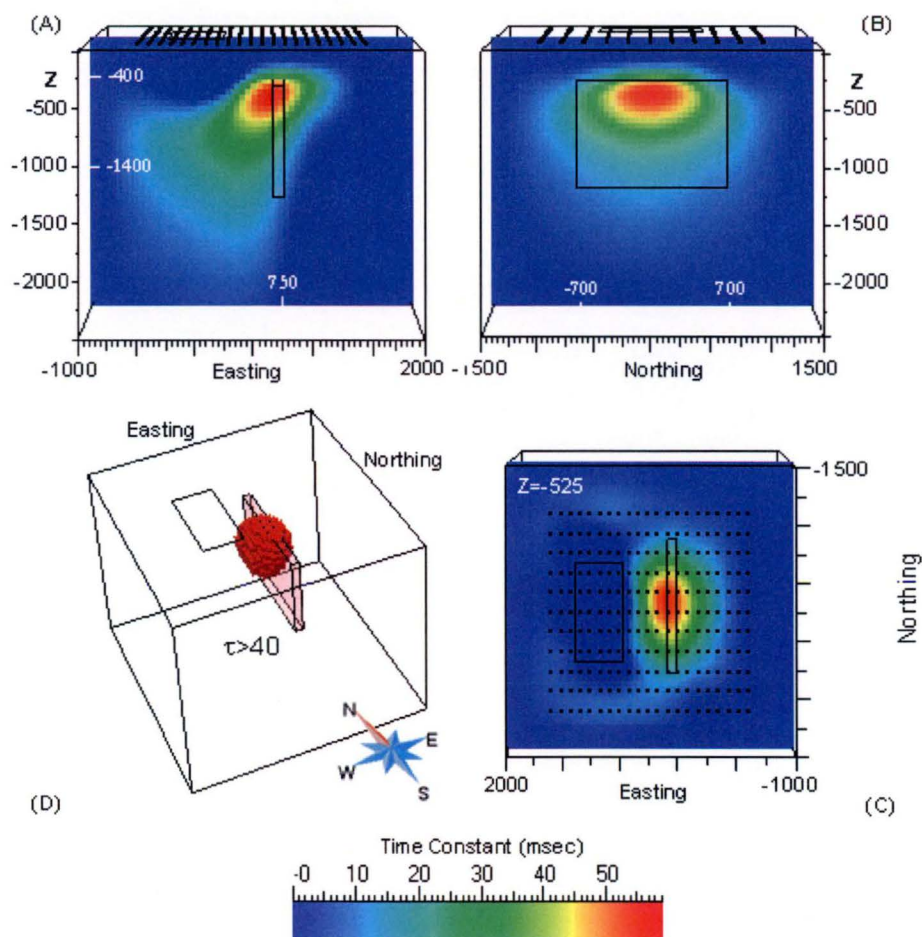 (A)
(B)
Z
-400
-500
-1000
-1400
-1500
-2000
750
-1000
Easting
2000
Z
-500
-1000
-1500
-2000
-700
700
-1500
Northing
1500
Easting
Northing
τ>40
N
E
W
S
(D)
Z=-525
-1500
Northing
2000
Easting
-1000
(C)
Time Constant (msec)
-0 10 20 30 40 50